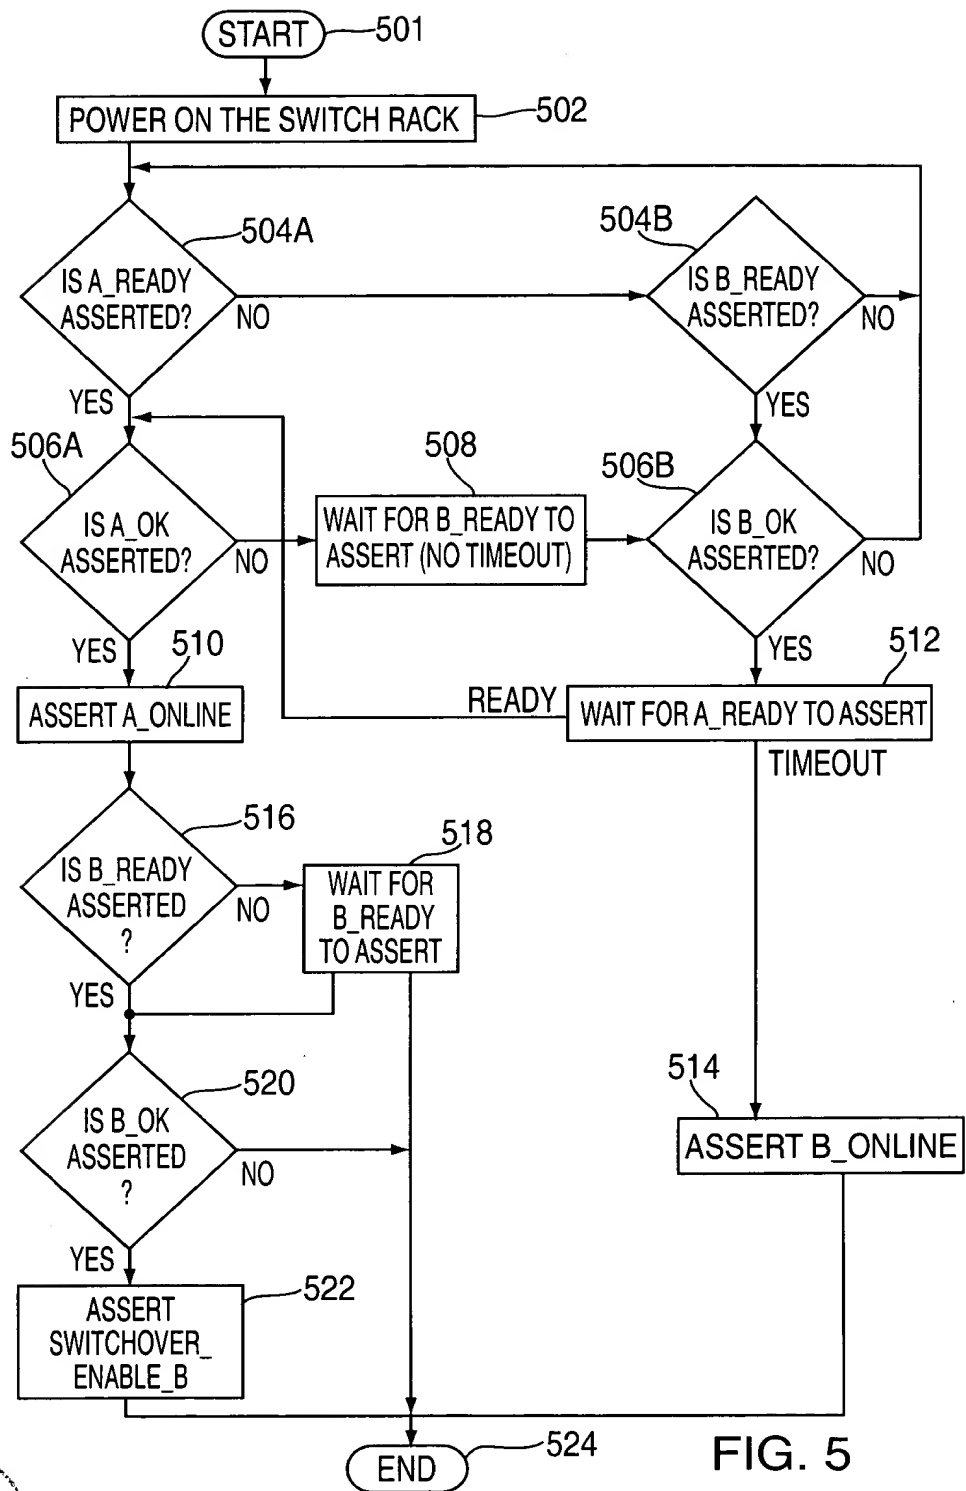 START
501
POWER ON THE SWITCH RACK
502
504A
504B
IS A_READY
ASSERTED?
NO
IS B_READY
ASSERTED?
NO
YES
YES
506A
508
506B
IS A_OK
ASSERTED?
NO
WAIT FOR B_READY TO
ASSERT (NO TIMEOUT)
IS B_OK
ASSERTED?
NO
YES
510
YES
512
ASSERT A_ONLINE
READY
WAIT FOR A_READY TO ASSERT
TIMEOUT
516
518
IS B_READY
ASSERTED
?
NO
WAIT FOR
B_READY
TO ASSERT
YES
520
514
IS B_OK
ASSERTED
?
NO
ASSERT B_ONLINE
YES
522
ASSERT
SWITCHOVER_
ENABLE_B
END
524
FIG. 5